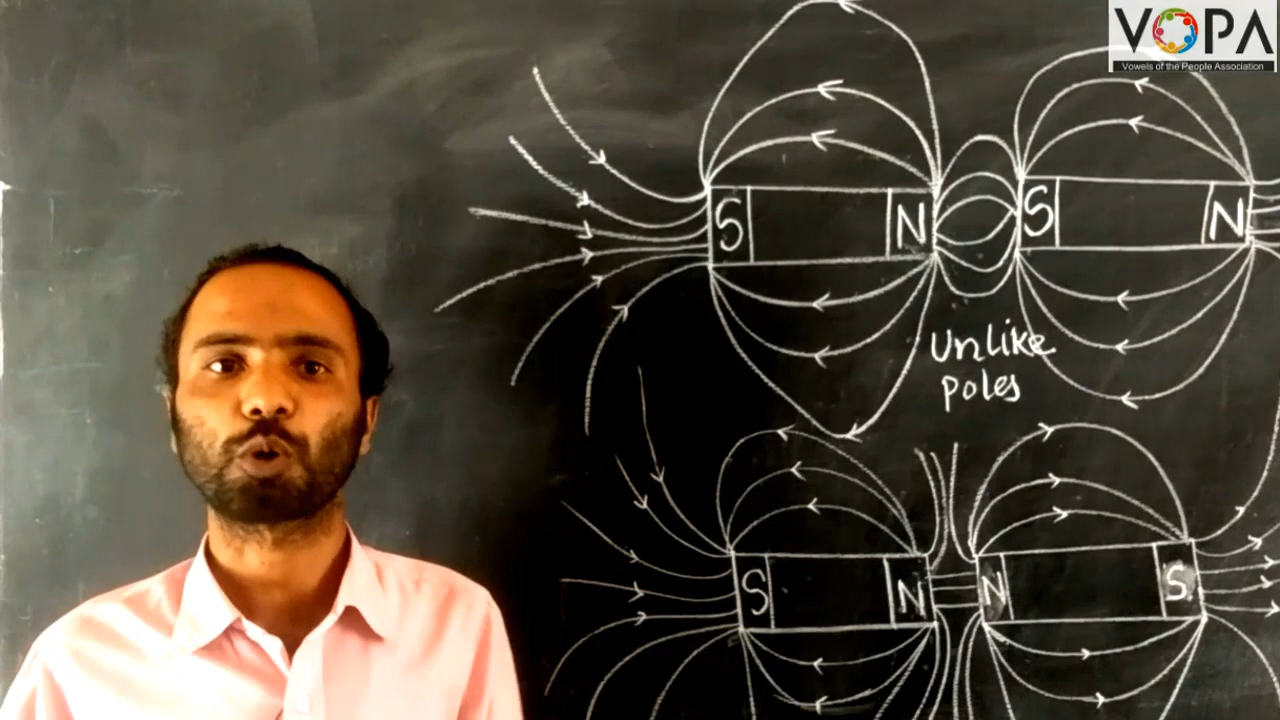 VOPA
Vowels of the People Association
S N S N
Unlike
poles
S N N S